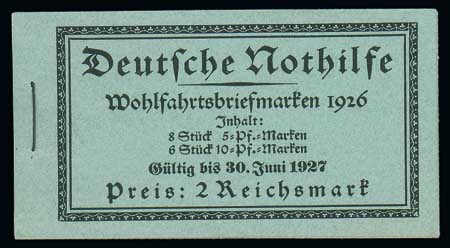 Deutſche Nothilfe
Wohlfahrtsbriefmarken 1926
Inhalt:
8 Stück 5=Pf.=Marken
6 Stück 10=Pf.=Marken
Gültig bis 30. Juni 1927
Preis: 2 Reichsmark